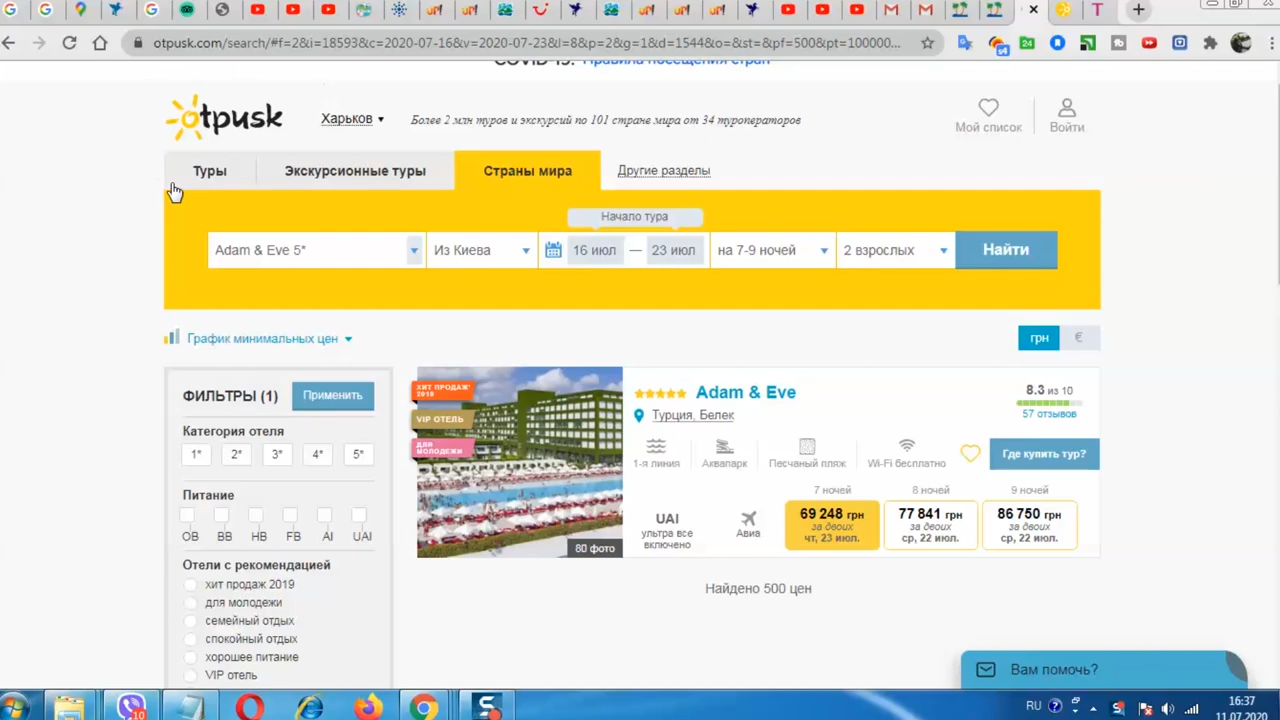 otpusk.com/search/#f=2&i=18593&c=2020-07-16&v=2020-07-23&l=8&p=2&g=1&d=1544&o=&st=&pf=500&pt=100000...
COVID-19: Правила посещения стран
otpusk
Харьков
Более 2 млн туров и экскурсий по 101 стране мира от 34 туроператоров
Мой список
Войти
Туры
Экскурсионные туры
Страны мира
Другие разделы
Начало тура
Adam & Eve 5*
Из Киева
16 июл — 23 июл
на 7-9 ночей
2 взрослых
Найти
График минимальных цен
грн
€
ФИЛЬТРЫ (1)
Применить
Категория отеля
1* 2* 3* 4* 5*
Питание
OB BB HB FB AI UAI
Отели с рекомендацией
хит продаж 2019
для молодежи
семейный отдых
спокойный отдых
хорошее питание
VIP отель
ХИТ ПРОДАЖ'
2019
VIP ОТЕЛЬ
ДЛЯ
МОЛОДЕЖИ
80 фото
Adam & Eve
Турция, Белек
8.3 из 10
57 отзывов
1-я линия
Аквапарк
Песчаный пляж
Wi-Fi бесплатно
Где купить тур?
7 ночей
8 ночей
9 ночей
UAI
ультра все
включено
Авиа
69 248 грн
за двоих
чт, 23 июл.
77 841 грн
за двоих
ср, 22 июл.
86 750 грн
за двоих
ср, 22 июл.
Найдено 500 цен
Вам помочь?
RU
16:37
11.07.2020